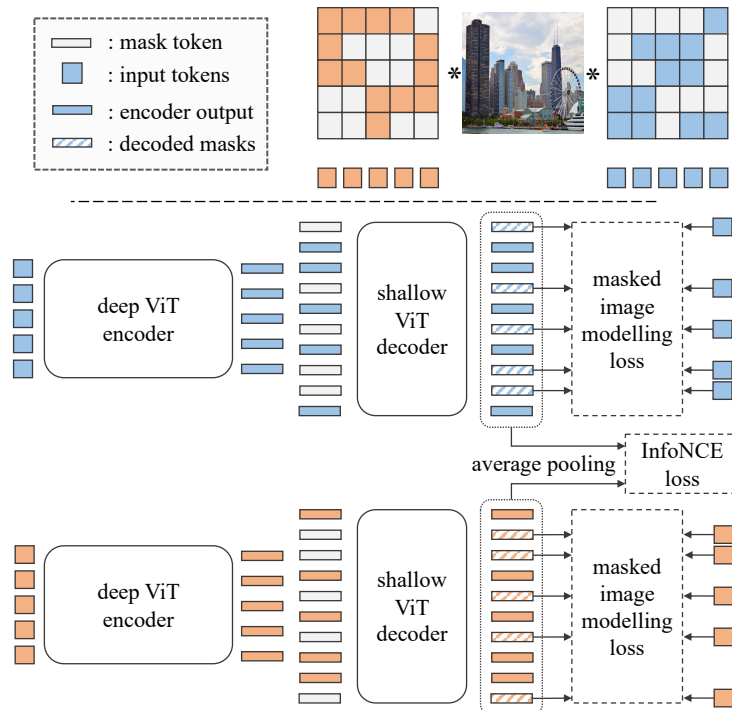 : mask token
: input tokens
: encoder output
: decoded masks
*
*
deep ViT
encoder
shallow
ViT
decoder
masked
image
modelling
loss
average pooling
InfoNCE
loss
deep ViT
encoder
shallow
ViT
decoder
masked
image
modelling
loss